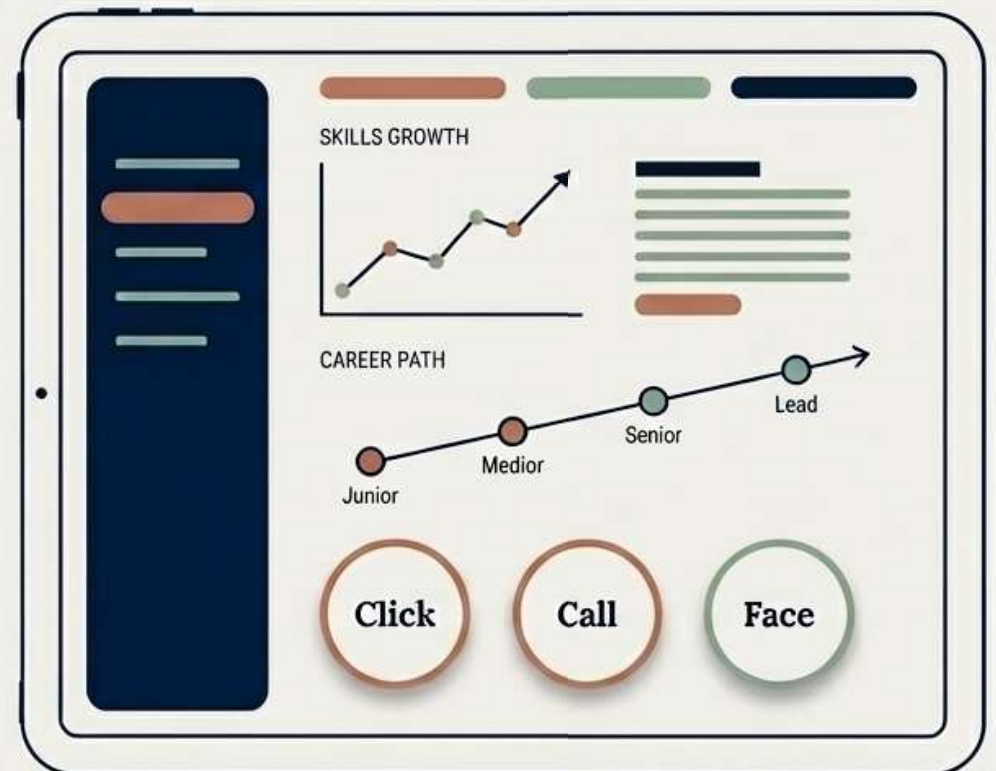 SKILLS GROWTH
CAREER PATH
Junior
Medior
Senior
Lead
Click
Call
Face